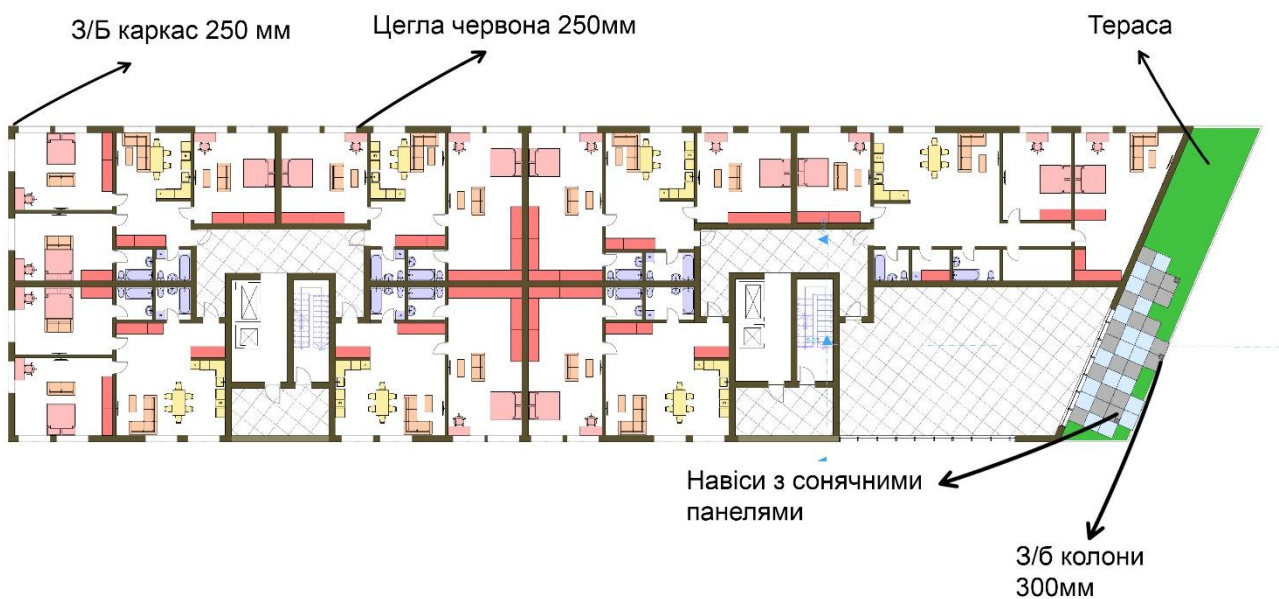 З/Б каркас 250 мм
Цегла червона 250мм
Тераса
Навіси з сонячними
панелями
З/б колони
300мм